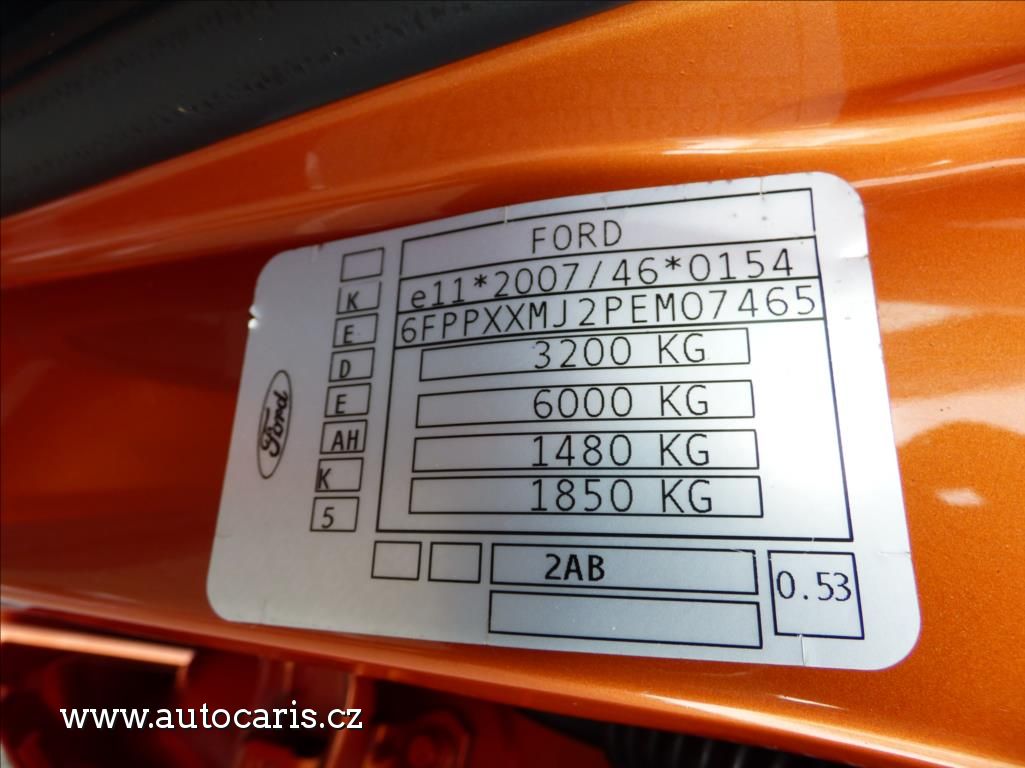 FORD
e11*2007/46*0154
6FPPXXMJ2PEM07465
3200 KG
6000 KG
1480 KG
1850 KG
K
E
D
E
AH
K
5
Ford
2AB
0.53
www.autocaris.cz